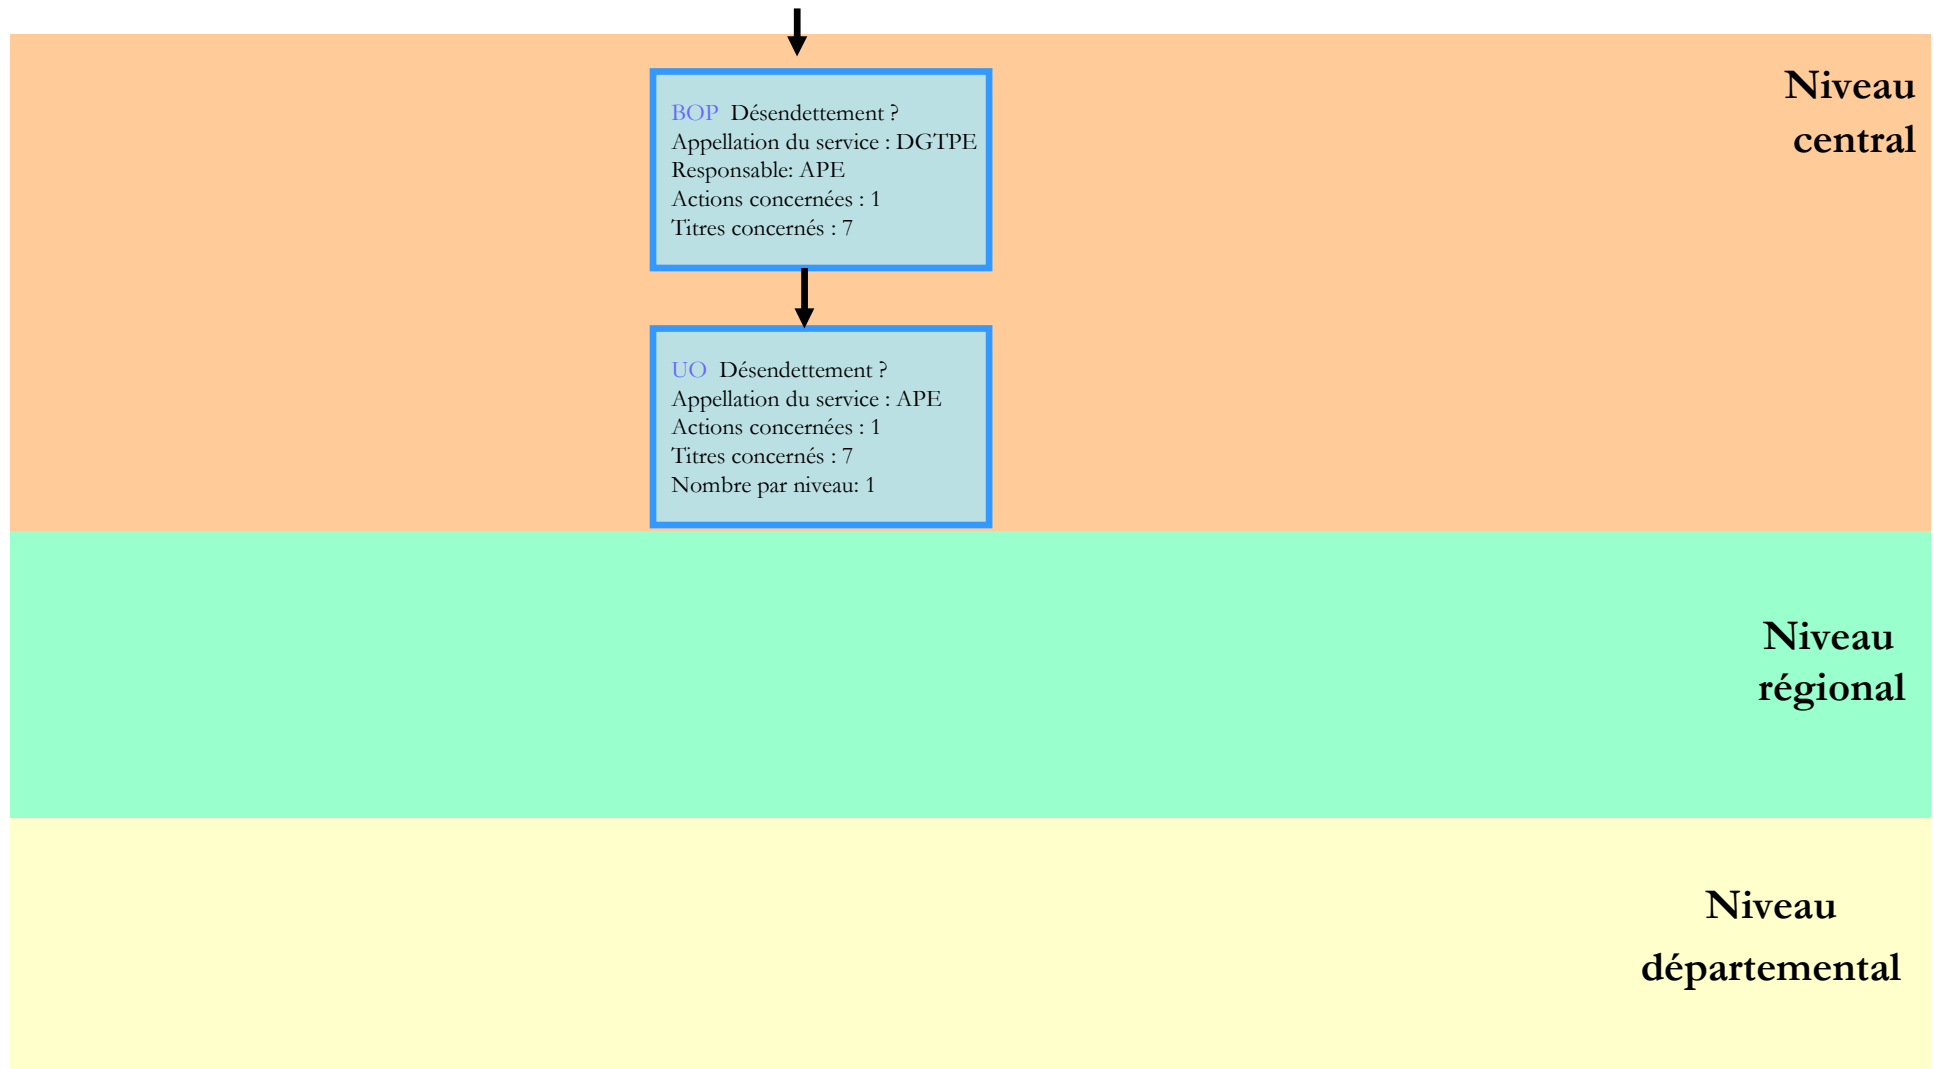 Niveau
central
BOP Désendettement ?
Appellation du service : DGTPE
Responsable: APE
Actions concernées : 1
Titres concernés : 7
UO Désendettement ?
Appellation du service : APE
Actions concernées : 1
Titres concernés : 7
Nombre par niveau: 1
Niveau
régional
Niveau
départemental